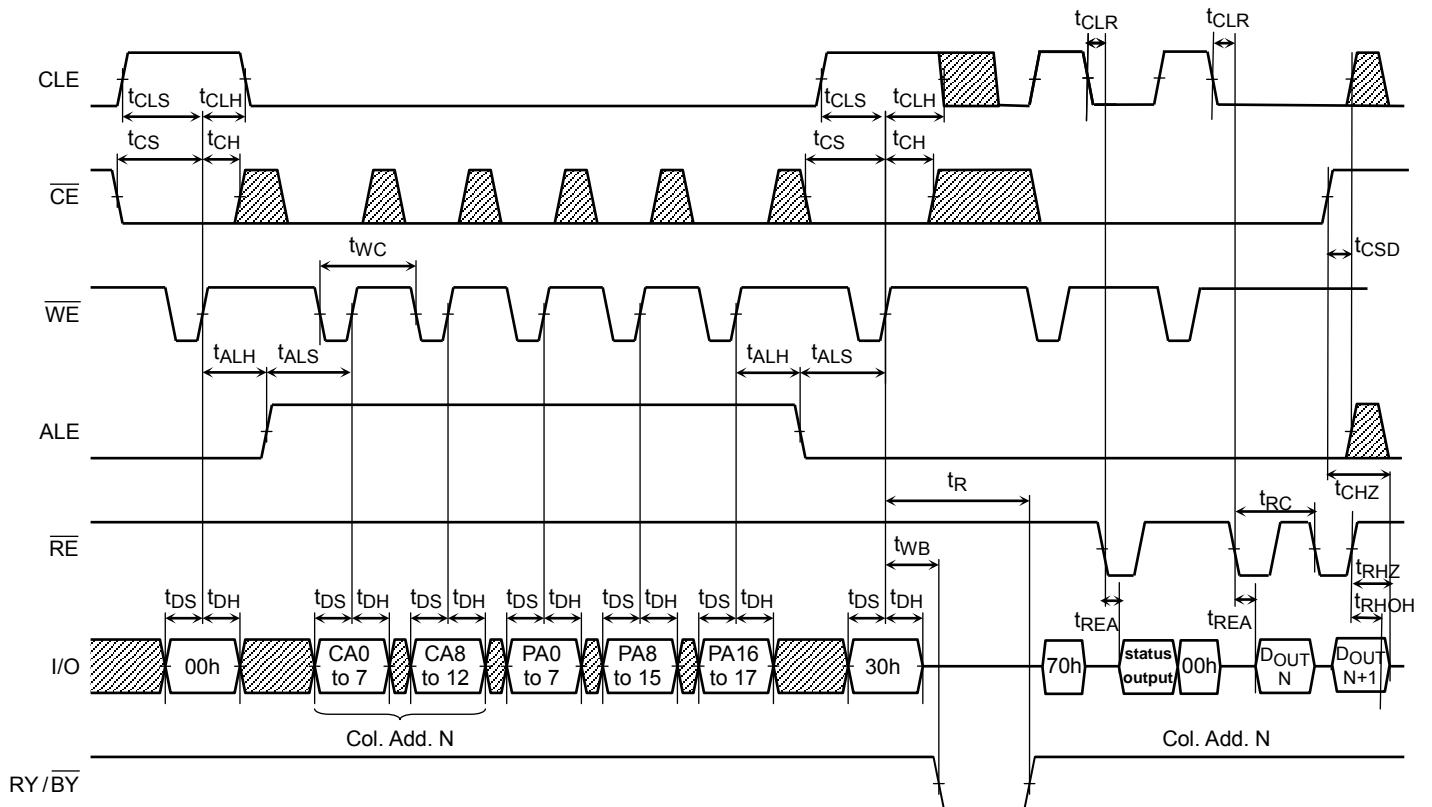 tCLR tCLR
CLE
tCLS tCLH tCLS tCLH
tCS tCH tCS tCH
CE
tCSD
tWC
WE
tALH tALS tALH tALS
ALE
tR tCHZ
tRC
RE
tWB
tRHZ
tDS tDH tDS tDH tDS tDH tDS tDH tDS tDH tDS tDH tDS tDH tRHOH
tREA tREA
I/O 00h CA0 to 7 CA8 to 12 PA0 to 7 PA8 to 15 PA16 to 17 30h 70h status output 00h DOUT N DOUT N+1
Col. Add. N Col. Add. N
RY/BY